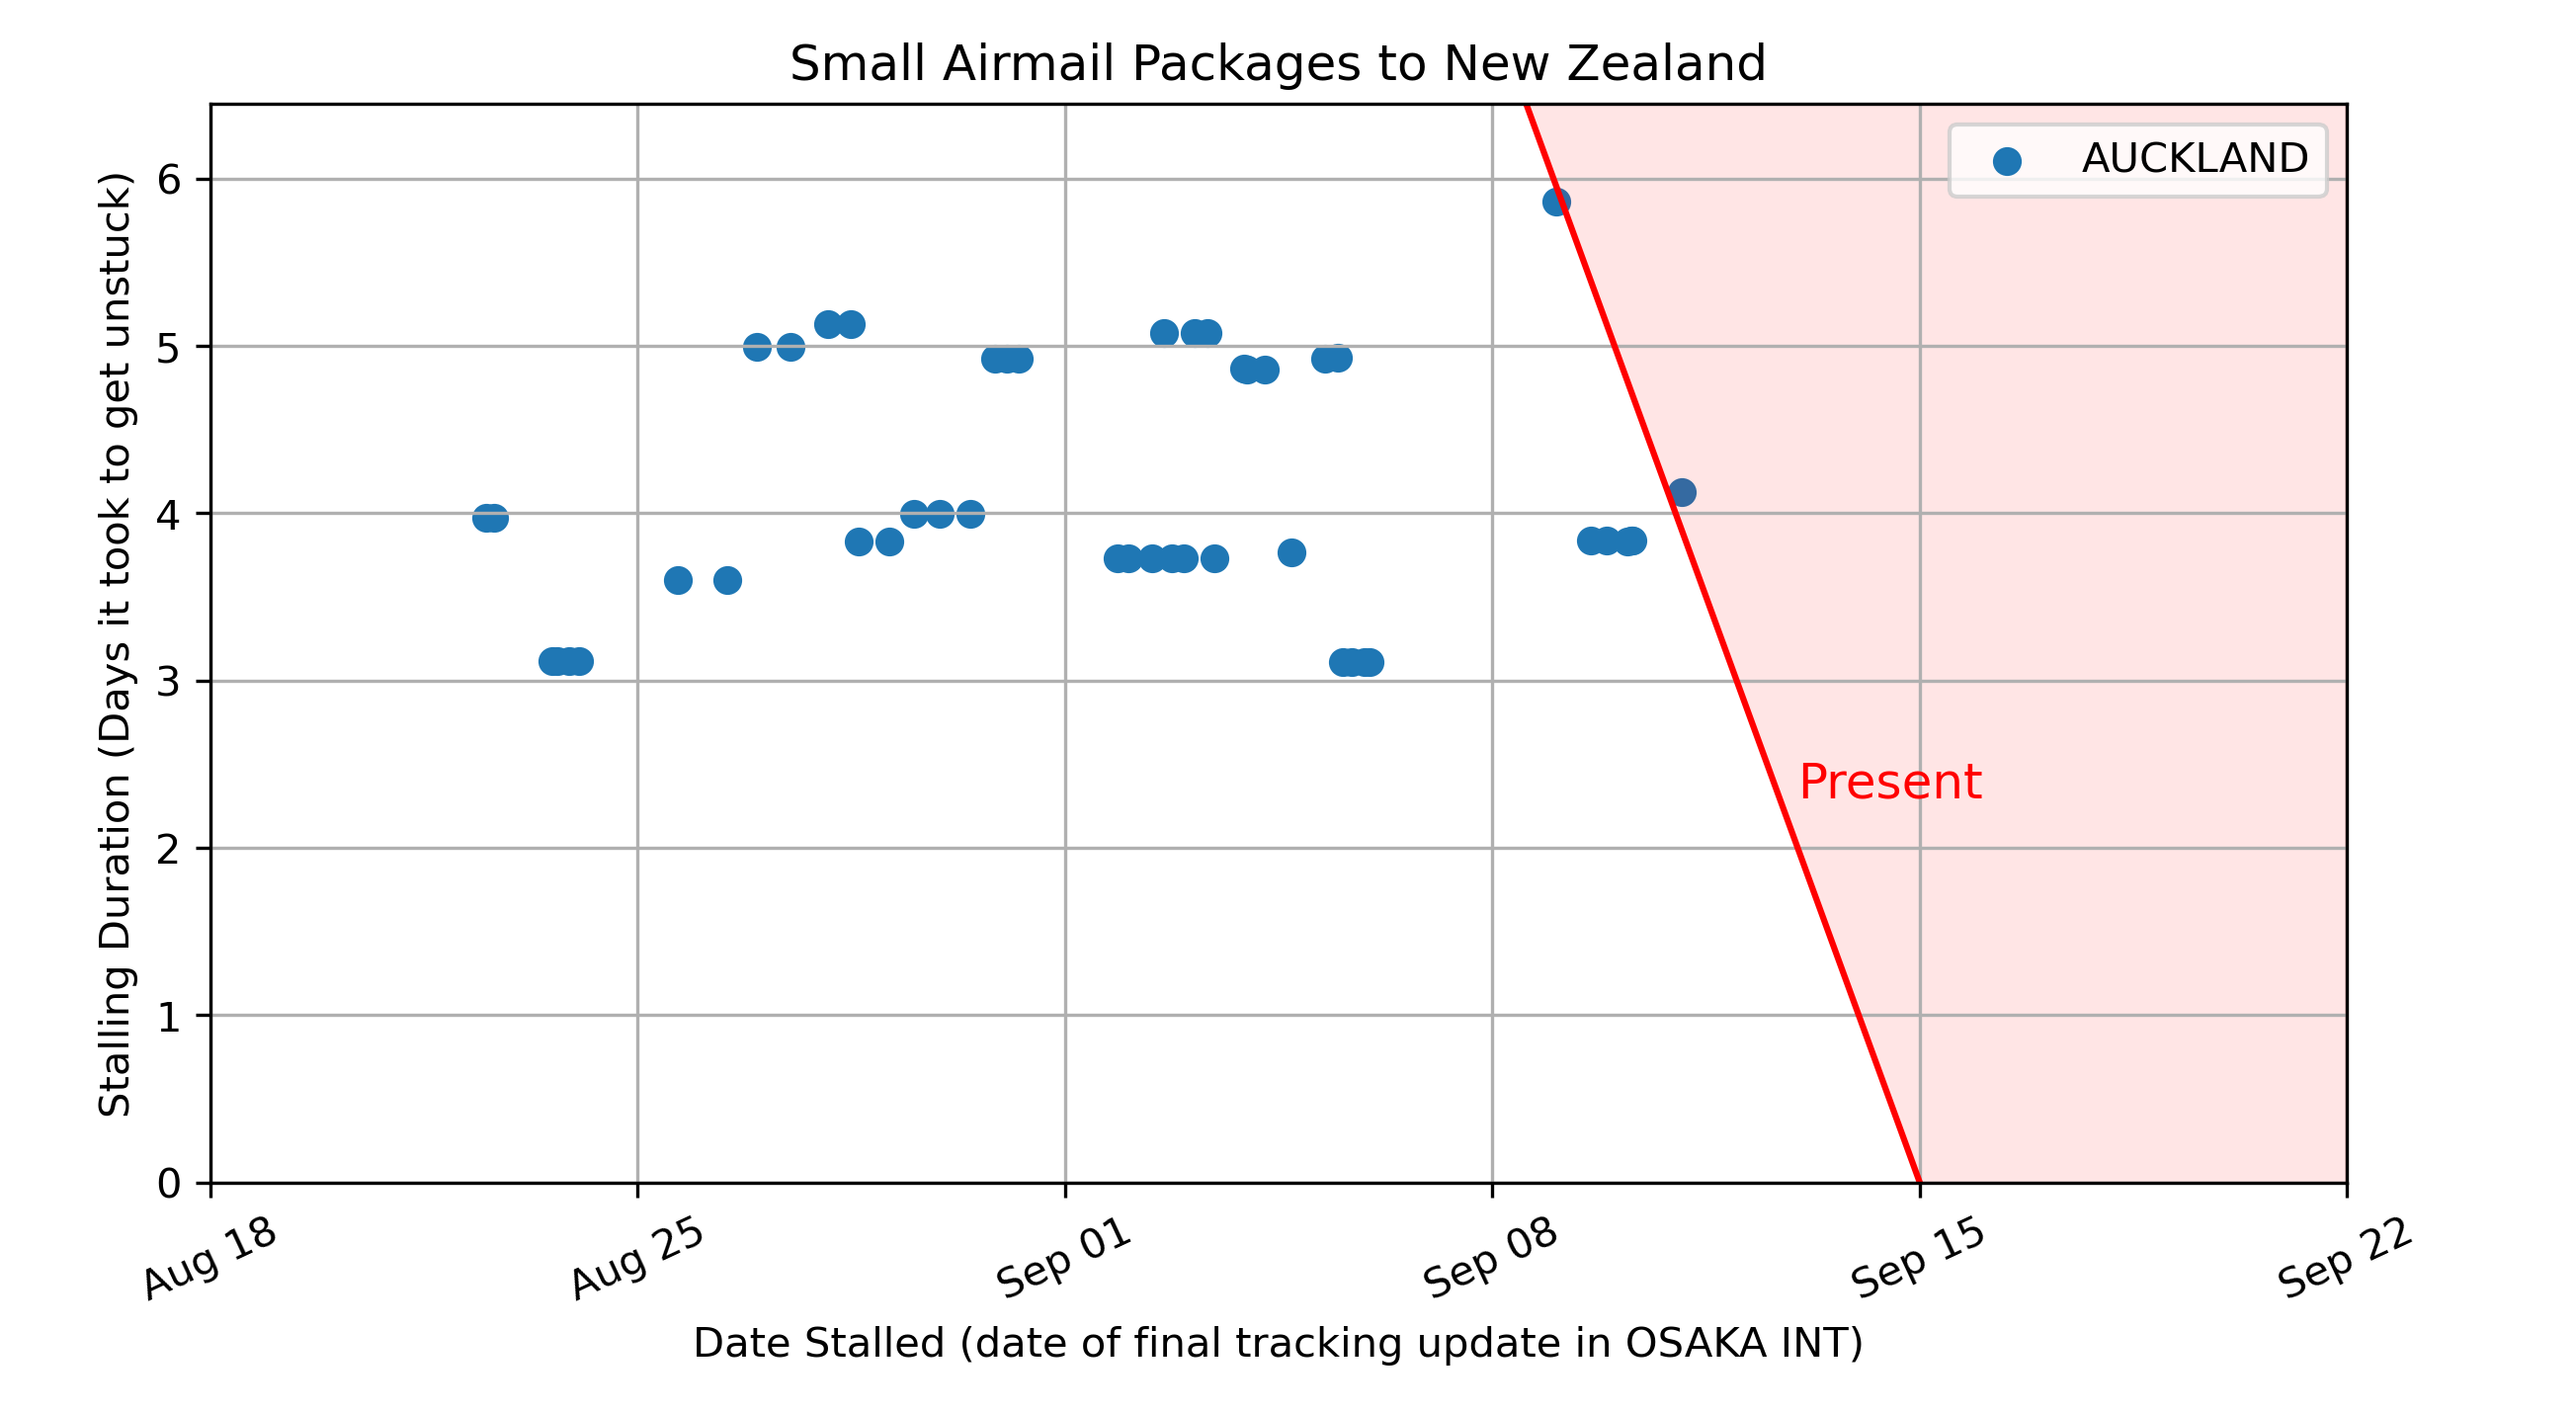 Small Airmail Packages to New Zealand
AUCKLAND
Present
Stalling Duration (Days it took to get unstuck)
6
5
4
3
2
1
0
Aug 18
Aug 25
Sep 01
Sep 08
Sep 15
Sep 22
Date Stalled (date of final tracking update in OSAKA INT)